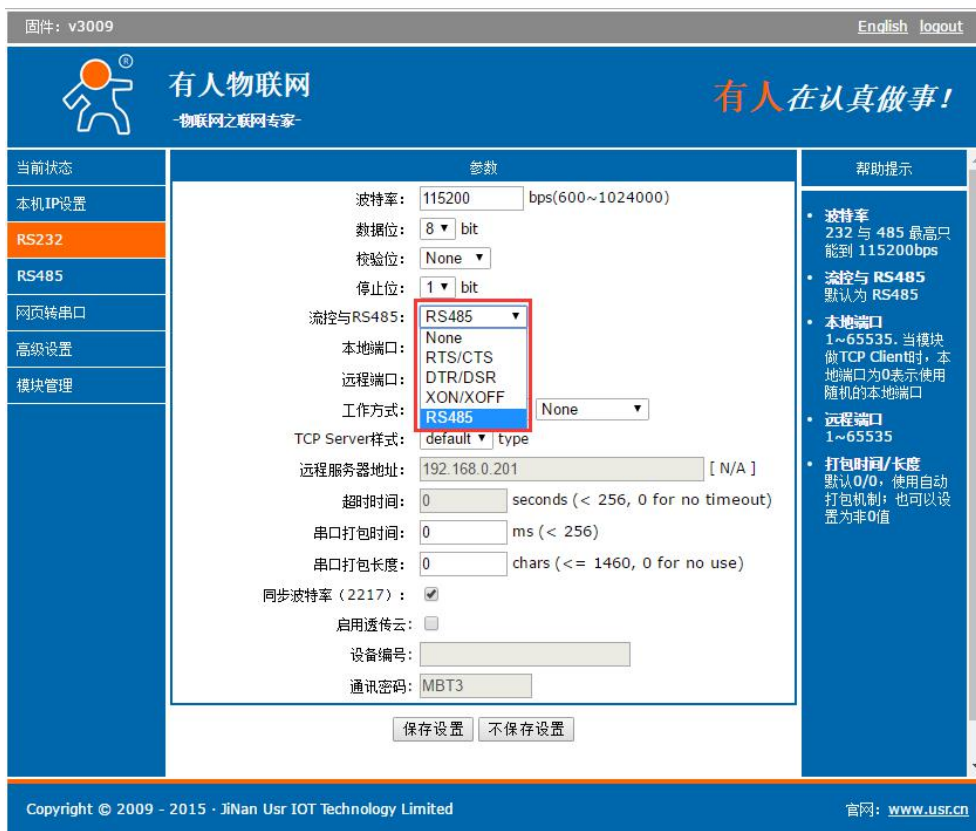 固件: v3009
English logout
®
有人物联网
-物联网之联网专家-
有人在认真做事!
当前状态
本机IP设置
RS232
RS485
网页转串口
高级设置
模块管理
参数
波特率: 115200 bps(600~1024000)
数据位: 8 bit
校验位: None
停止位: 1 bit
流控与RS485: RS485
None
本地端口:
RTS/CTS
DTR/DSR
远程端口:
XON/XOFF
工作方式: None
RS485
TCP Server样式: default type
远程服务器地址: 192.168.0.201 [ N/A ]
超时时间: 0 seconds (< 256, 0 for no timeout)
串口打包时间: 0 ms (< 256)
串口打包长度: 0 chars (<= 1460, 0 for no use)
同步波特率（2217）:
启用透传云:
设备编号:
通讯密码: MBT3
保存设置 不保存设置
帮助提示
• 波特率
232 与 485 最高只
能到 115200bps
• 流控与 RS485
默认为 RS485
• 本地端口
1~65535. 当模块
做TCP Client时，本
地端口为0表示使用
随机的本地端口
• 远程端口
1~65535
• 打包时间/长度
默认0/0，使用自动
打包机制；也可以设
置为非0值
Copyright © 2009 - 2015 · JiNan Usr IOT Technology Limited
官网: www.usr.cn